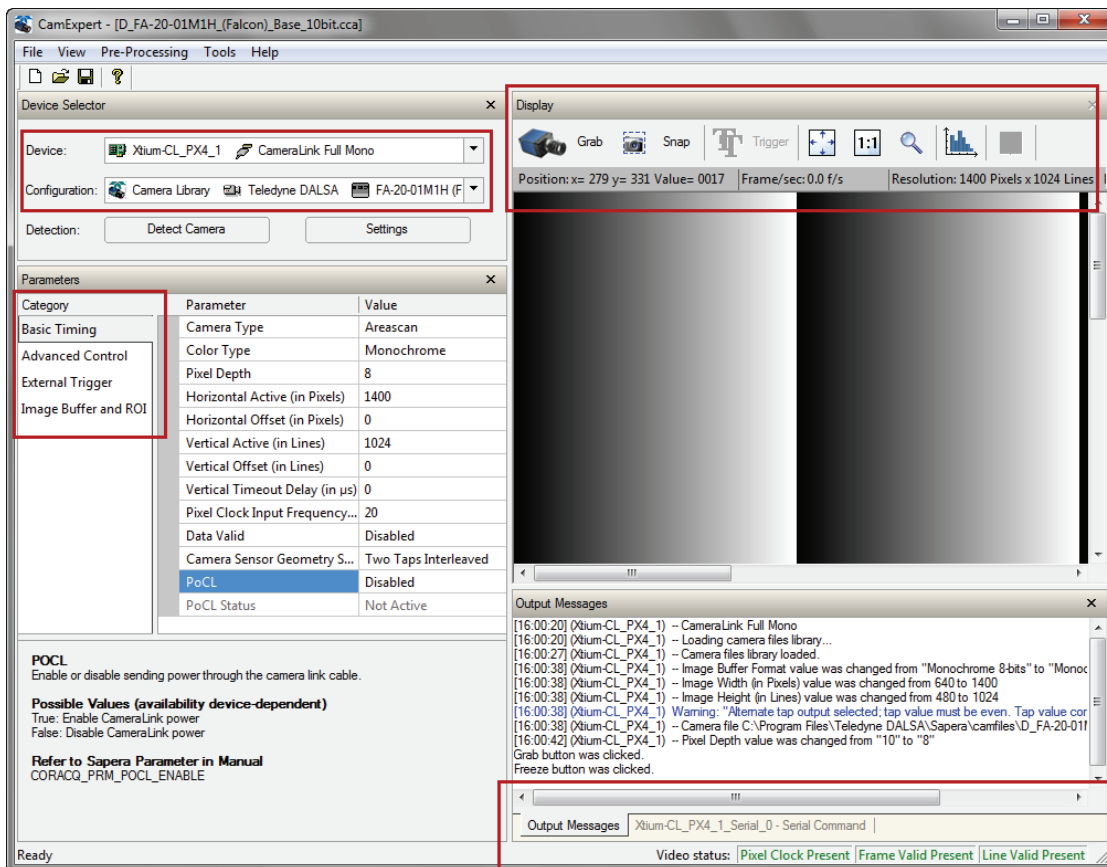 CamExpert - [D_FA-20-01M1H_(Falcon)_Base_10bit.cca]
File View Pre-Processing Tools Help
Device Selector
Device: Xtium-CL_PX4_1 CameraLink Full Mono
Configuration: Camera Library Teledyne DALSA FA-20-01M1H (F
Detection: Detect Camera Settings
Parameters
Category Parameter Value
Basic Timing
Advanced Control
External Trigger
Image Buffer and ROI
Camera Type Areascan
Color Type Monochrome
Pixel Depth 8
Horizontal Active (in Pixels) 1400
Horizontal Offset (in Pixels) 0
Vertical Active (in Lines) 1024
Vertical Offset (in Lines) 0
Vertical Timeout Delay (in µs) 0
Pixel Clock Input Frequency... 20
Data Valid Disabled
Camera Sensor Geometry S... Two Taps Interleaved
PoCL Disabled
PoCL Status Not Active
POCL
Enable or disable sending power through the camera link cable.
Possible Values (availability device-dependent)
True: Enable CameraLink power
False: Disable CameraLink power
Refer to Sapera Parameter in Manual
CORACQ_PRM_POCL_ENABLE
Display
Grab Snap Trigger 1:1
Position: x= 279 y= 331 Value= 0017 Frame/sec: 0.0 f/s Resolution: 1400 Pixels x 1024 Lines
Output Messages
[16:00:20] (Xtium-CL_PX4_1) -- CameraLink Full Mono
[16:00:20] (Xtium-CL_PX4_1) -- Loading camera files library...
[16:00:27] (Xtium-CL_PX4_1) -- Camera files library loaded.
[16:00:38] (Xtium-CL_PX4_1) -- Image Buffer Format value was changed from "Monochrome 8-bits" to "Monoc
[16:00:38] (Xtium-CL_PX4_1) -- Image Width (in Pixels) value was changed from 640 to 1400
[16:00:38] (Xtium-CL_PX4_1) -- Image Height (in Lines) value was changed from 480 to 1024
[16:00:38] (Xtium-CL_PX4_1) Warning: "Alternate tap output selected; tap value must be even. Tap value cor
[16:00:38] (Xtium-CL_PX4_1) -- Camera file C:\Program Files\Teledyne DALSA\Sapera\camfiles\D_FA-20-01M
[16:00:42] (Xtium-CL_PX4_1) -- Pixel Depth value was changed from "10" to "8"
Grab button was clicked.
Freeze button was clicked.
Output Messages Xtium-CL_PX4_1_Serial_0 - Serial Command
Ready Video status: Pixel Clock Present Frame Valid Present Line Valid Present